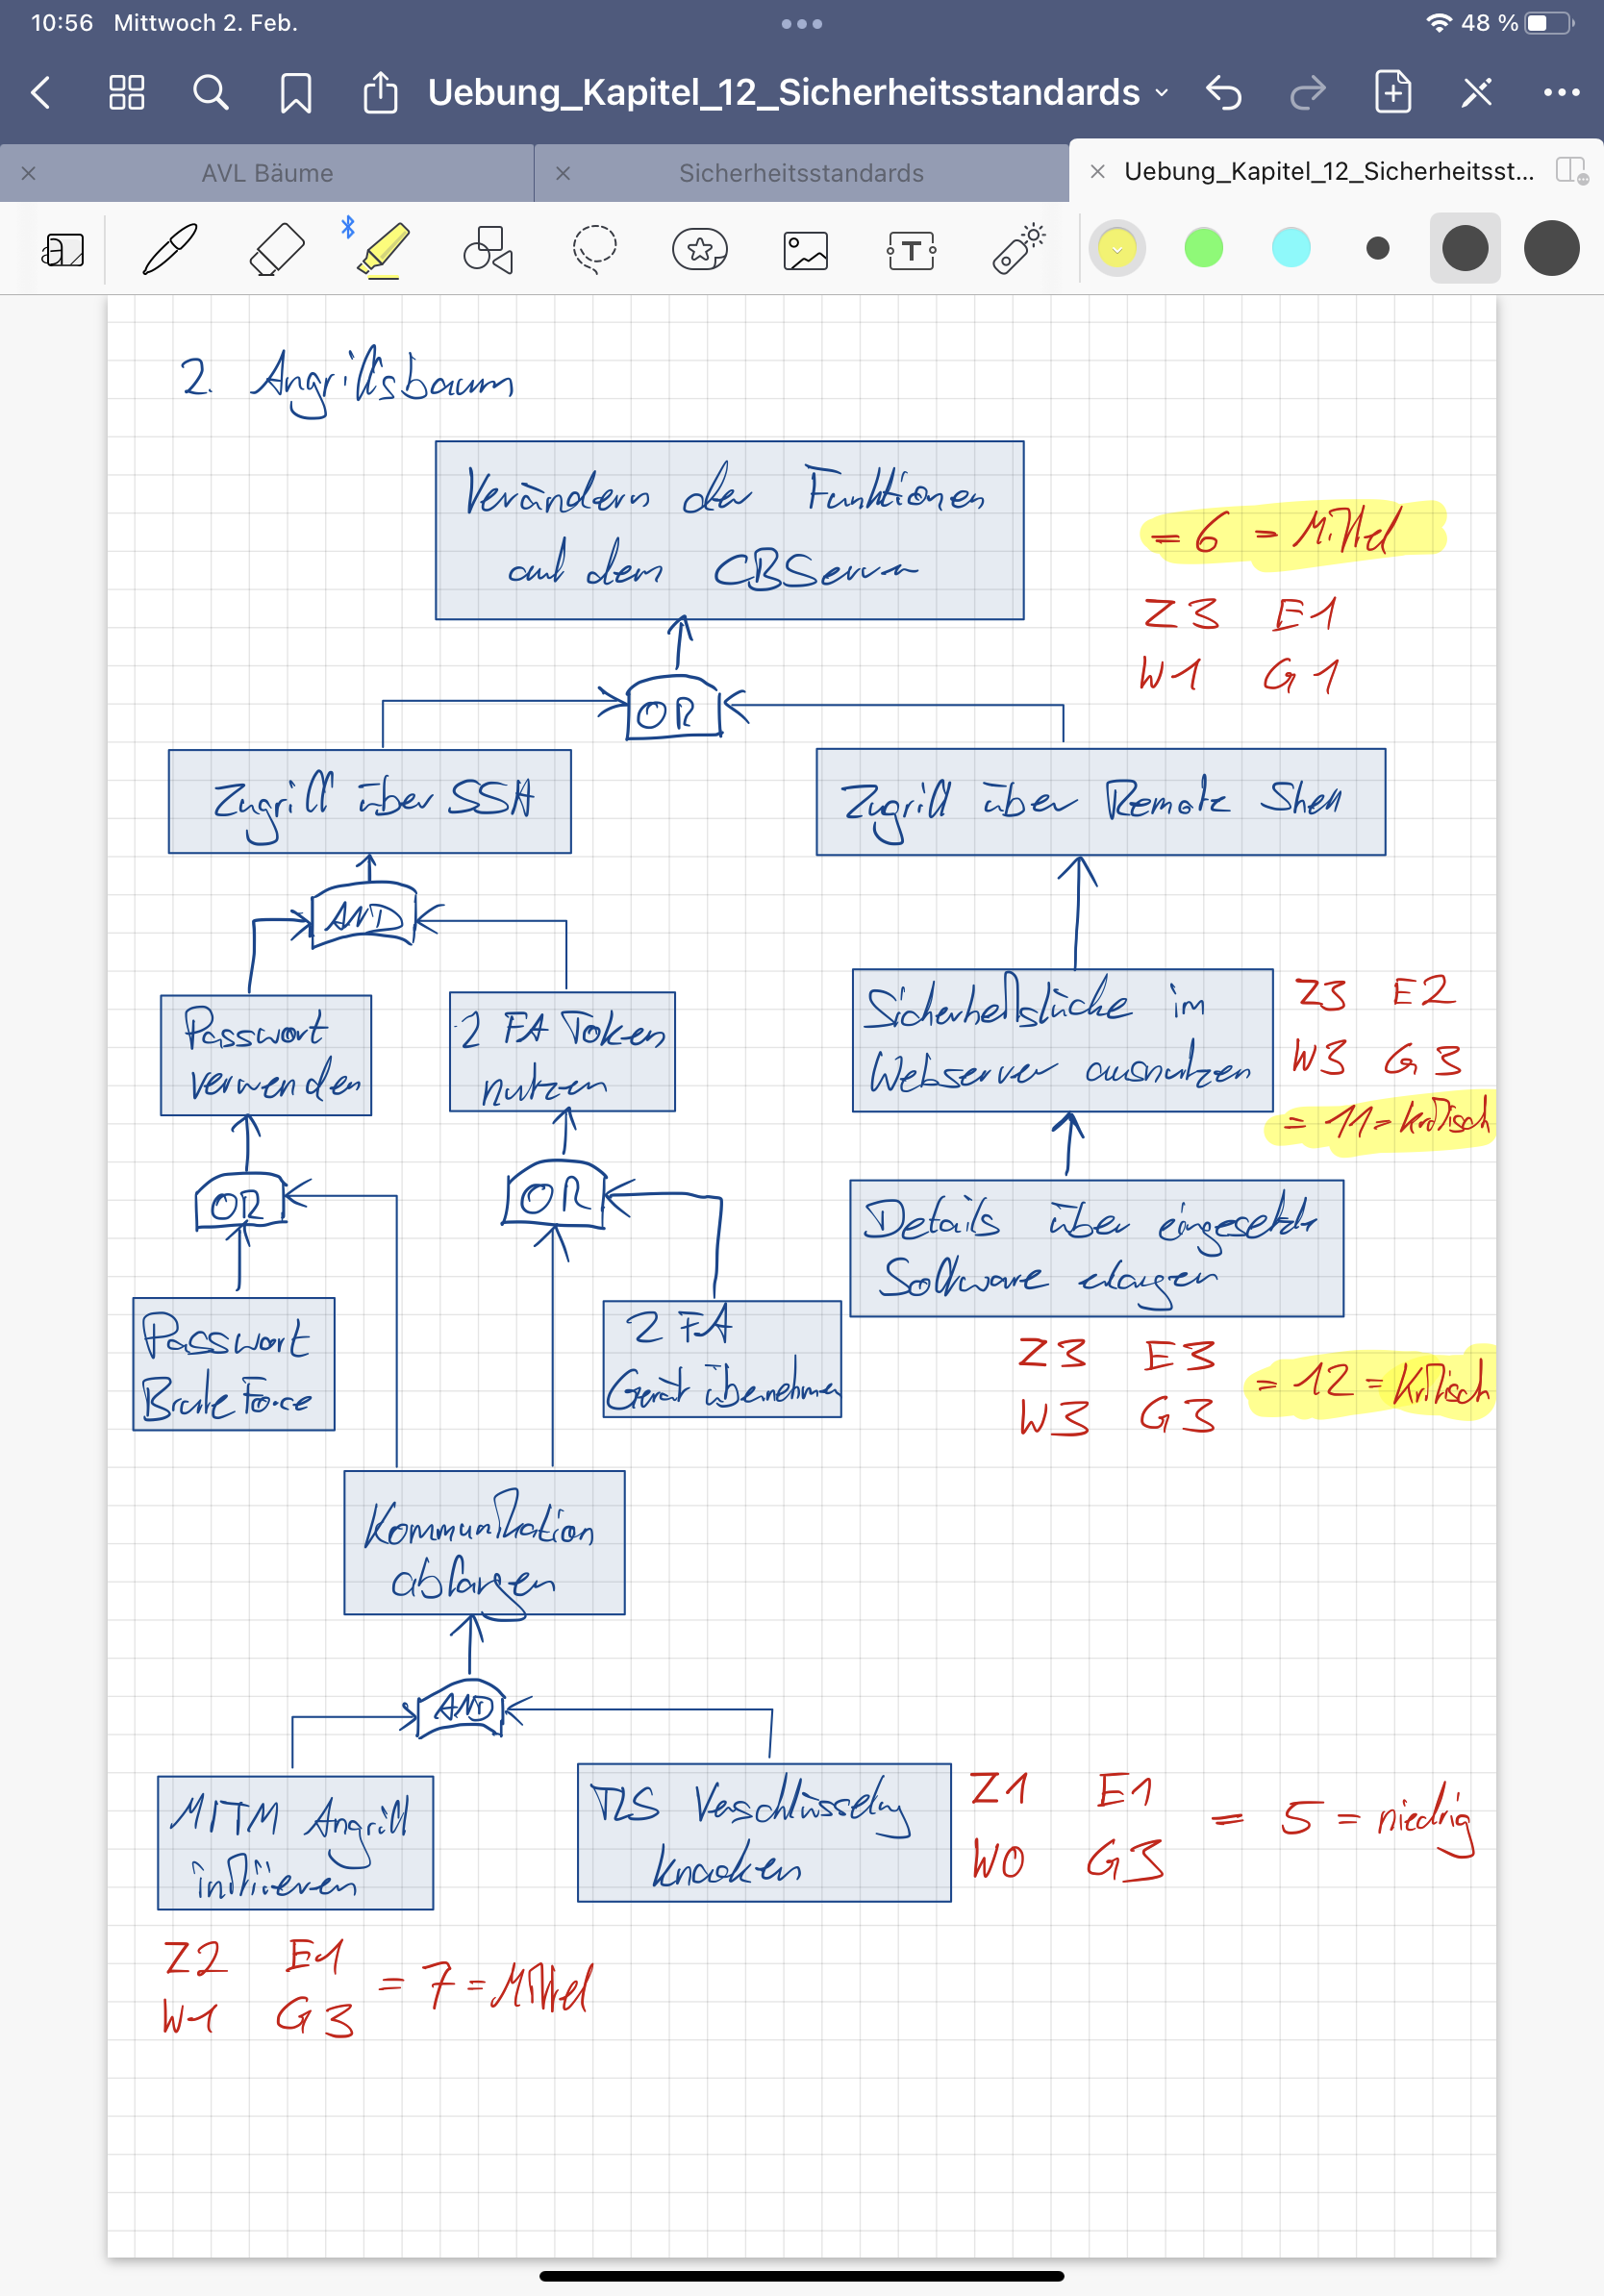 10:56 Mittwoch 2. Feb.
48 %
Uebung_Kapitel_12_Sicherheitsstandards
AVL Bäume
Sicherheitsstandards
Uebung_Kapitel_12_Sicherheitsst...
2. Angriffsbaum
Verändern der Funktionen
auf dem CBServer
= 6 = Mittel
Z3 E1
W1 G1
OR
Zugriff über SSH
Zugriff über Remote Shell
AND
Passwort
verwenden
2 FA Token
nutzen
Sicherheitslücke im
Webserver ausnutzen
Z3 E2
W3 G3
= 11 = kritisch
OR
OR
Details über eingesetzte
Software erlangen
Passwort
Brute Force
2 FA
Gerät übernehmen
Z3 E3
W3 G3
= 12 = Kritisch
Kommunikation
abfangen
AND
MITM Angriff
initiieren
TLS Verschlüsselung
knacken
Z1 E1
W0 G3
= 5 = niedrig
Z2 E1
W1 G3
= 7 = Mittel